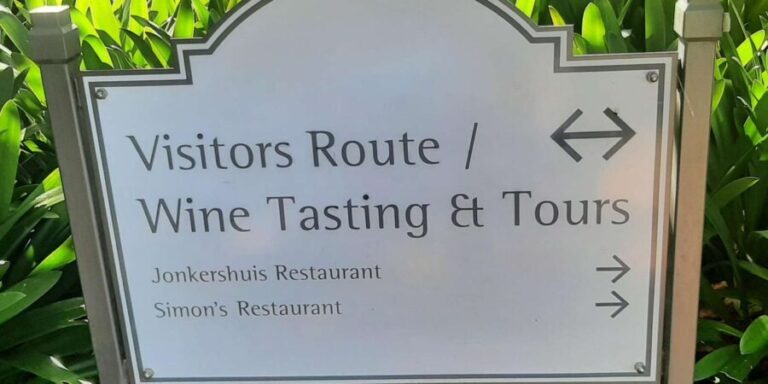 Visitors Route / ↔
Wine Tasting & Tours
Jonkershuis Restaurant →
Simon's Restaurant →